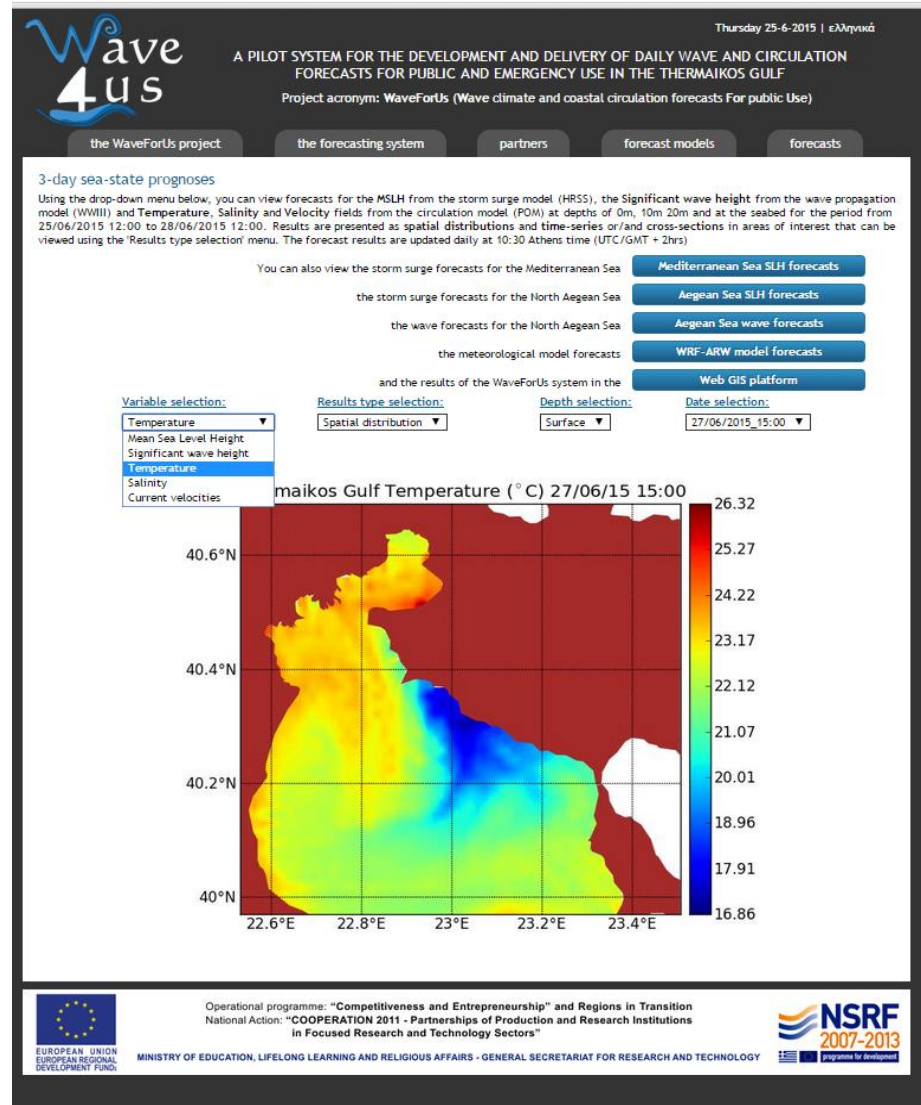 Wave
4us
Thursday 25-6-2015 | ελληνικά
A PILOT SYSTEM FOR THE DEVELOPMENT AND DELIVERY OF DAILY WAVE AND CIRCULATION
FORECASTS FOR PUBLIC AND EMERGENCY USE IN THE THERMAIKOS GULF
Project acronym: WaveForUs (Wave climate and coastal circulation forecasts For public Use)
the WaveForUs project
the forecasting system
partners
forecast models
forecasts
3-day sea-state prognoses
Using the drop-down menu below, you can view forecasts for the MSLH from the storm surge model (HRSS), the Significant wave height from the wave propagation
model (WWIII) and Temperature, Salinity and Velocity fields from the circulation model (POM) at depths of 0m, 10m 20m and at the seabed for the period from
25/06/2015 12:00 to 28/06/2015 12:00. Results are presented as spatial distributions and time-series or/and cross-sections in areas of interest that can be
viewed using the 'Results type selection' menu. The forecast results are updated daily at 10:30 Athens time (UTC/GMT + 2hrs)
You can also view the storm surge forecasts for the Mediterranean Sea
Mediterranean Sea SLH forecasts
the storm surge forecasts for the North Aegean Sea
Aegean Sea SLH forecasts
the wave forecasts for the North Aegean Sea
Aegean Sea wave forecasts
the meteorological model forecasts
WRF-ARW model forecasts
and the results of the WaveForUs system in the
Web GIS platform
Variable selection:
Results type selection:
Depth selection:
Date selection:
Temperature
Spatial distribution
Surface
27/06/2015_15:00
Mean Sea Level Height
Significant wave height
Temperature
Salinity
Current velocities
maikos Gulf Temperature (°C) 27/06/15 15:00
26.32
25.27
24.22
23.17
22.12
21.07
20.01
18.96
17.91
16.86
40.6°N
40.4°N
40.2°N
40°N
22.6°E
22.8°E
23°E
23.2°E
23.4°E
EUROPEAN UNION
EUROPEAN REGIONAL
DEVELOPMENT FUND
Operational programme: “Competitiveness and Entrepreneurship” and Regions in Transition
National Action: “COOPERATION 2011 - Partnerships of Production and Research Institutions
in Focused Research and Technology Sectors”
MINISTRY OF EDUCATION, LIFELONG LEARNING AND RELIGIOUS AFFAIRS - GENERAL SECRETARIAT FOR RESEARCH AND TECHNOLOGY
NSRF
2007-2013
programme for development